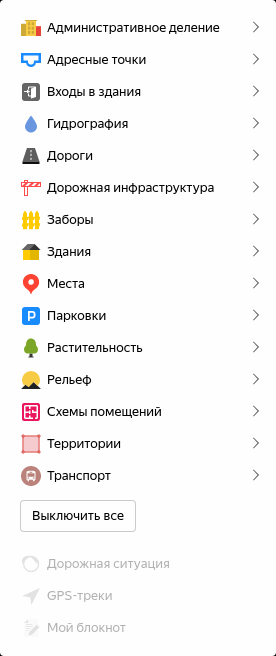 Административное деление
Адресные точки
Входы в здания
Гидрография
Дороги
Дорожная инфраструктура
Заборы
Здания
Места
Парковки
Растительность
Рельеф
Схемы помещений
Территории
Транспорт
Выключить все
Дорожная ситуация
GPS-треки
Мой блокнот